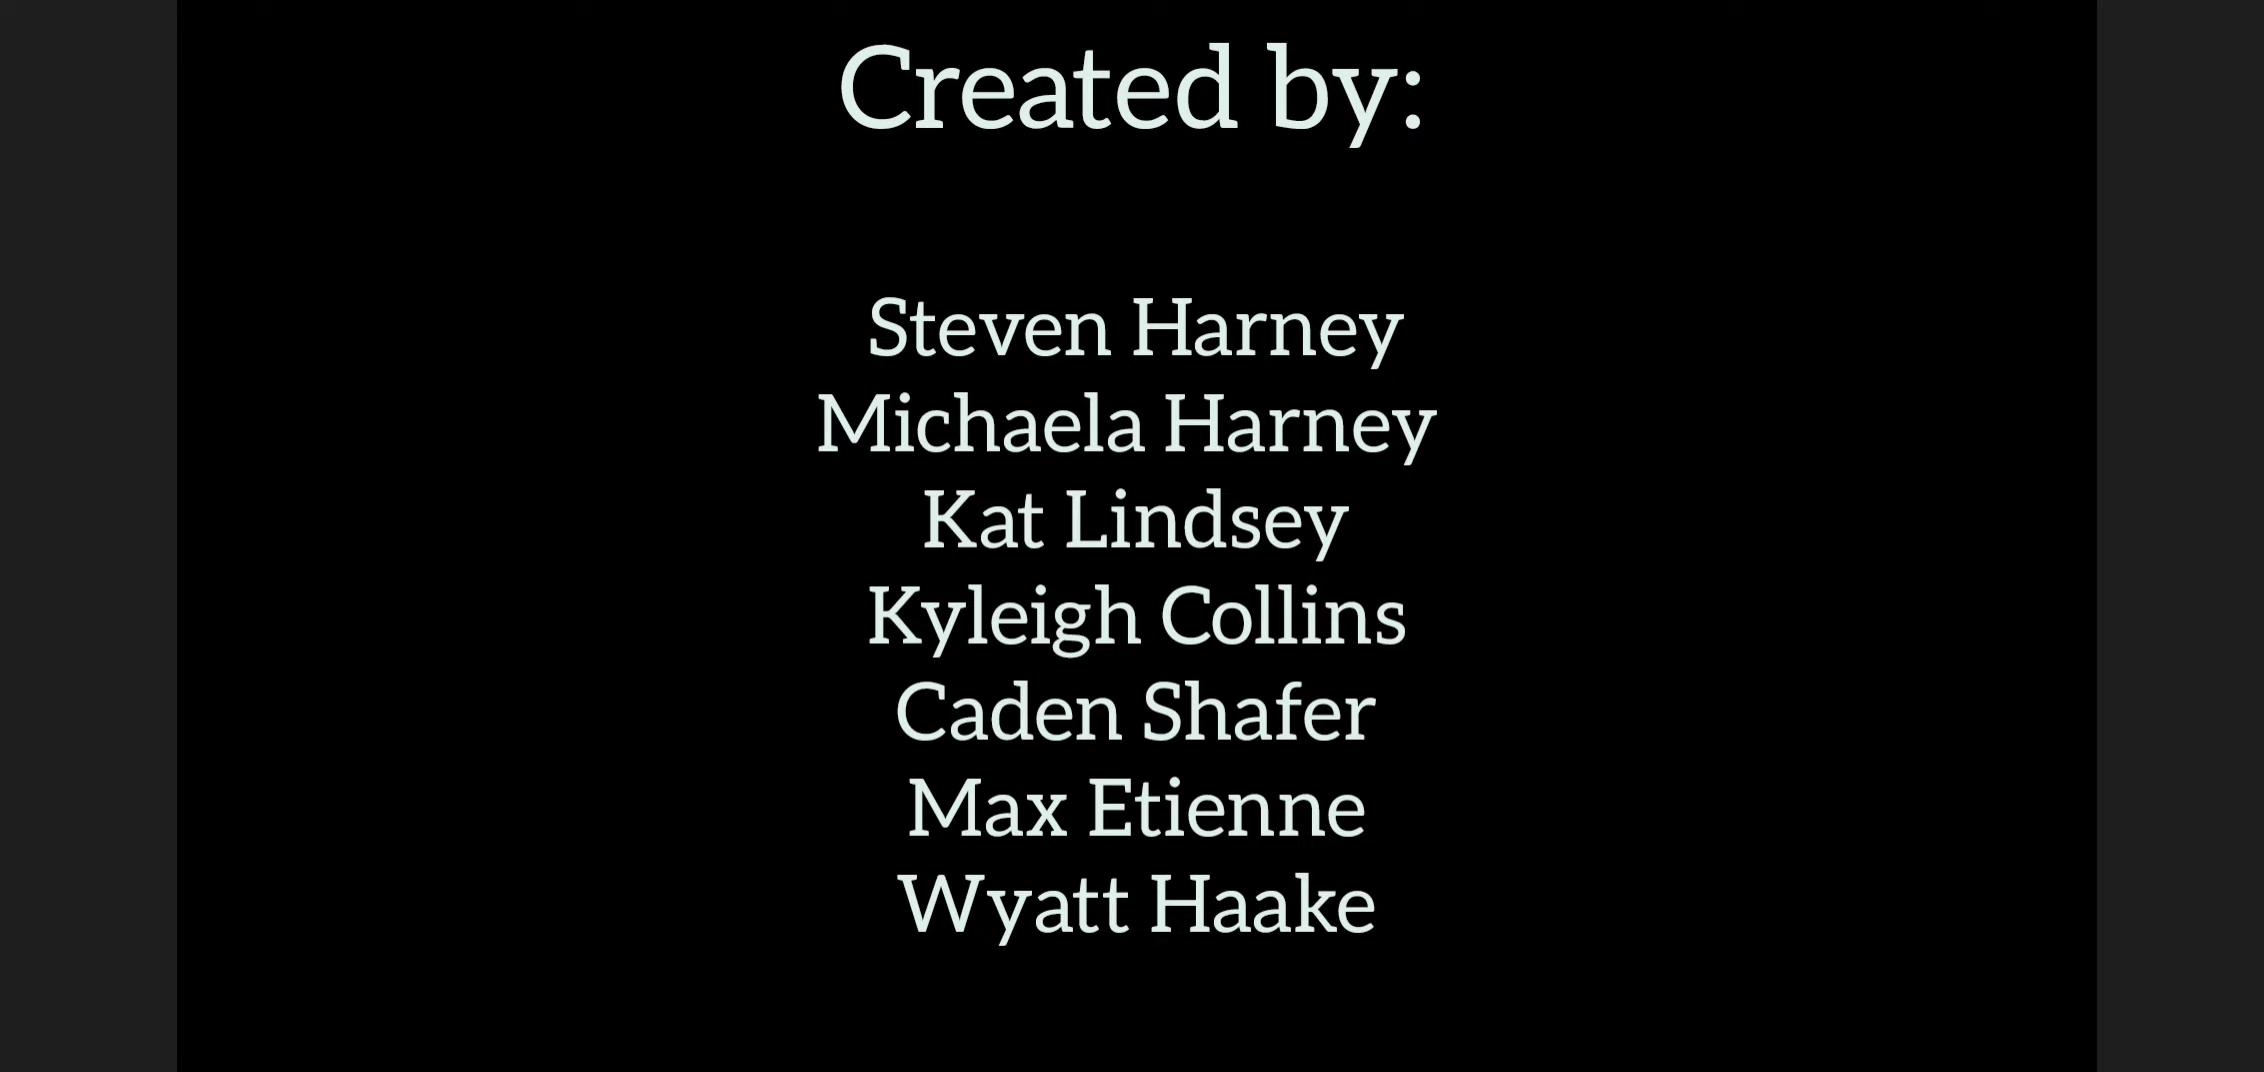 Created by:
Steven Harney
Michaela Harney
Kat Lindsey
Kyleigh Collins
Caden Shafer
Max Etienne
Wyatt Haake